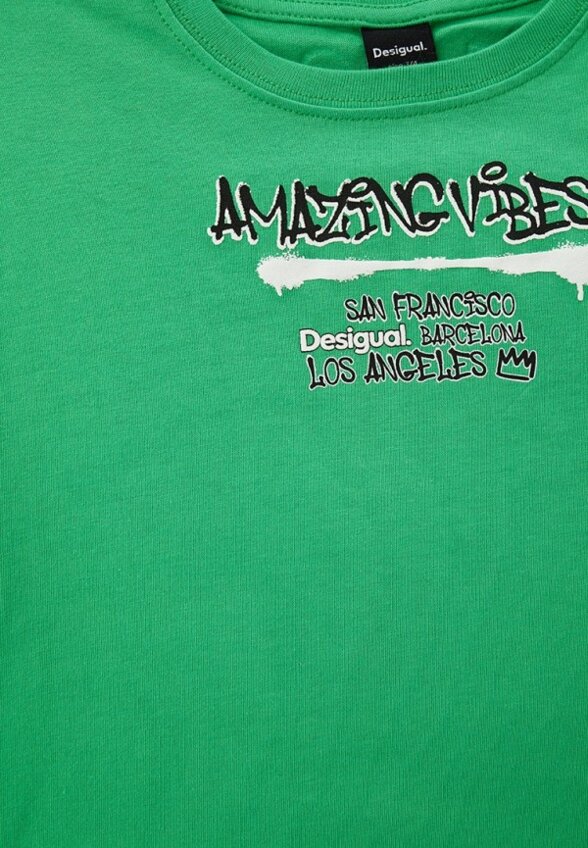 Desigual.
AMAZING VIBES
SAN FRANCISCO
Desigual. BARCELONA
LOS ANGELES